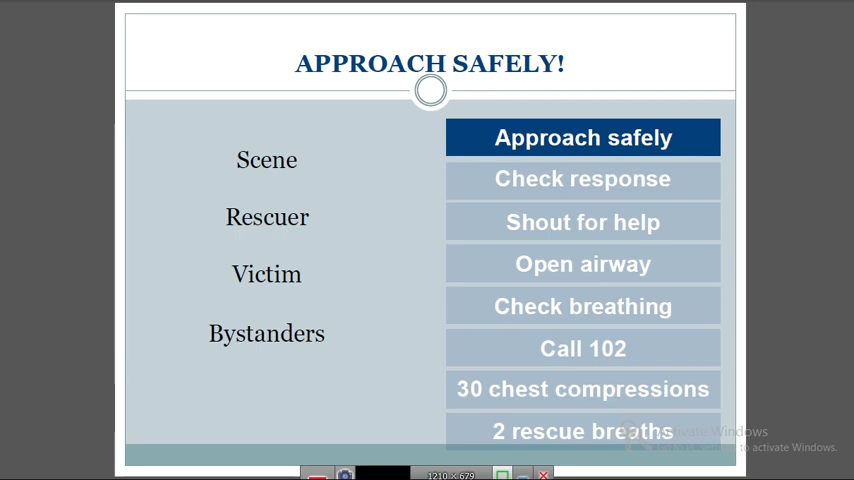 APPROACH SAFELY!
Scene
Rescuer
Victim
Bystanders
Approach safely
Check response
Shout for help
Open airway
Check breathing
Call 102
30 chest compressions
2 rescue breaths
Activate Windows
to activate Windows.
1210 × 679